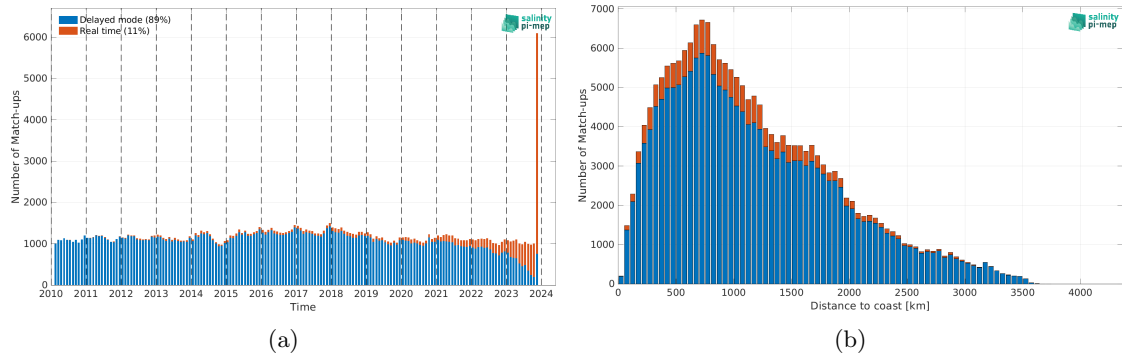 Delayed mode (89%)
Real time (11%)
salinity
pi-mep
Number of Match-ups
6000
5000
4000
3000
2000
1000
0
2010 2011 2012 2013 2014 2015 2016 2017 2018 2019 2020 2021 2022 2023 2024
Time
(a)
salinity
pi-mep
Number of Match-ups
7000
6000
5000
4000
3000
2000
1000
0
0 500 1000 1500 2000 2500 3000 3500 4000
Distance to coast [km]
(b)